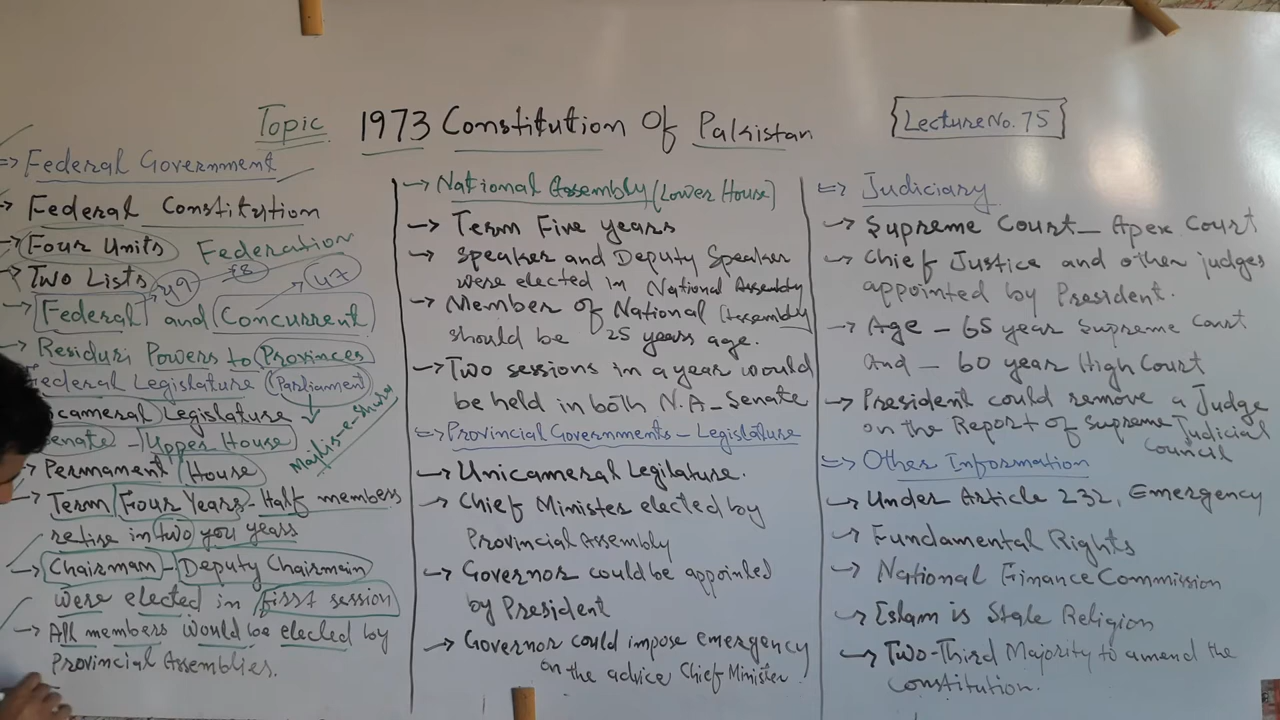 Topic 1973 Constitution Of Pakistan
Lecture No. 75
=> Federal Government
-> Federal Constitution
-> Four Units Federation
-> Two Lists 49 48 47
-> Federal and Concurrent
-> Residuri Powers to Provinces
Federal Legislature (Parliament)
cameral Legislature
enate - Upper House Majlis-e-Shura
Permanent House
-> Term Four Years - Half members
retire in two you years
-> Chairman - Deputy Chairmain
were elected in first session
-> All members would be elected by
Provincial Assemblies.
-> National Assembly (Lower House)
-> Term Five years
-> Speaker and Deputy Speaker
were elected in National Assembly
-> Member of National Assembly
should be 25 years age.
-> Two sessions in a year would
be held in both N.A - Senate
=> Provincial Governments - Legislature
-> Unicameral Legilature.
-> Chief Minister elected by
Provincial Assembly
-> Governor could be appointed
by President
-> Governor could impose emergency
on the advice Chief Minister
=> Judiciary
-> Supreme Court - Apex Court
-> Chief Justice and other judges
appointed by President.
-> Age - 65 year Supreme Court
and - 60 year High Court
-> President could remove a Judge
on the Report of Supreme Judicial
Council
=> Other Information
-> Under Article 232, Emergency
-> Fundamental Rights
-> National Finance Commission
-> Islam is State Religion
-> Two-Third Majority to amend the
Constitution.